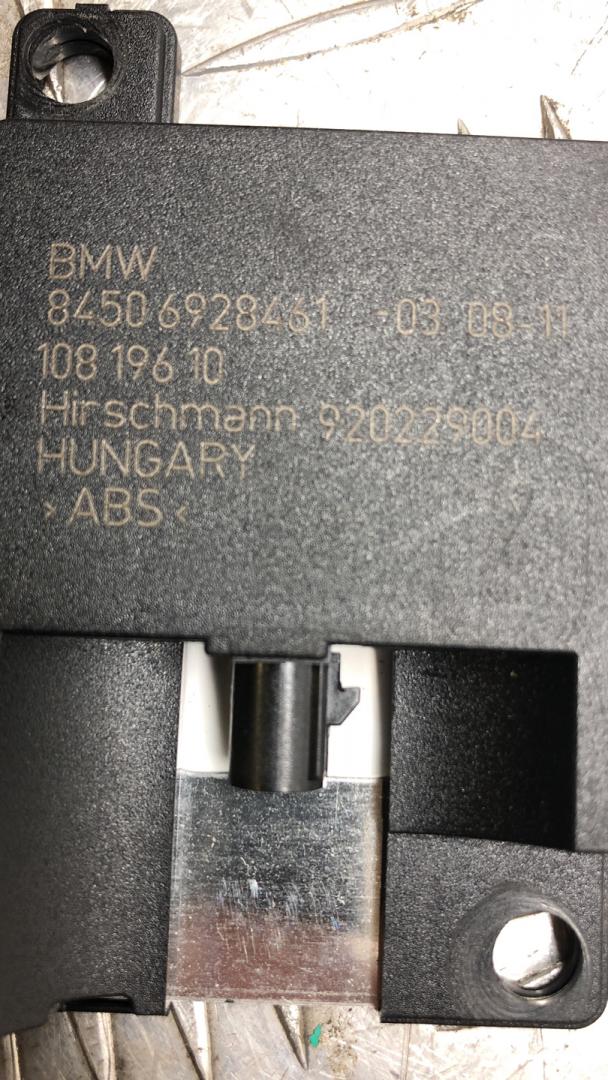 BMW
8450 6928461 -03 08-11
108 196 10
Hirschmann 920229004
HUNGARY
>ABS<